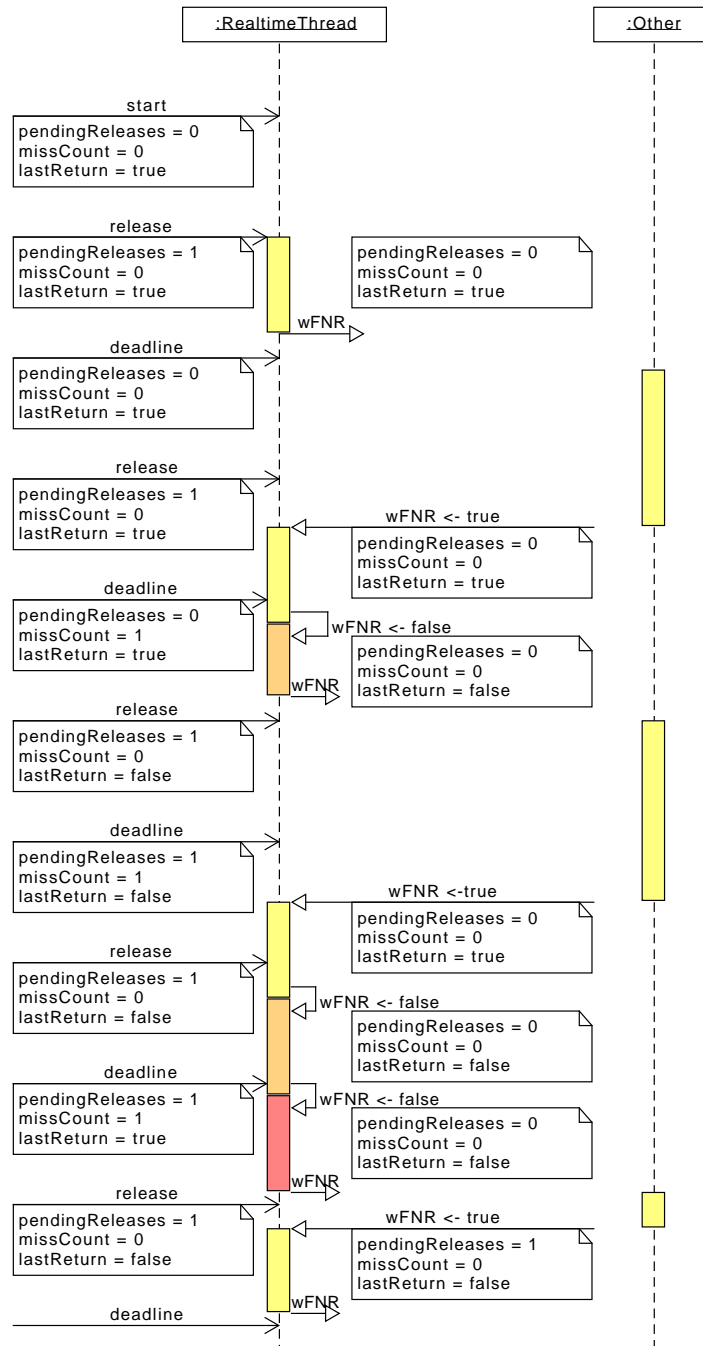 :RealtimeThread
:Other
start
pendingReleases = 0
missCount = 0
lastReturn = true
release
pendingReleases = 1
missCount = 0
lastReturn = true
pendingReleases = 0
missCount = 0
lastReturn = true
wFNR
deadline
pendingReleases = 0
missCount = 0
lastReturn = true
release
pendingReleases = 1
missCount = 0
lastReturn = true
wFNR <- true
pendingReleases = 0
missCount = 0
lastReturn = true
deadline
pendingReleases = 0
missCount = 1
lastReturn = true
wFNR <- false
pendingReleases = 0
missCount = 0
lastReturn = false
wFNR
release
pendingReleases = 1
missCount = 0
lastReturn = false
deadline
pendingReleases = 1
missCount = 1
lastReturn = false
wFNR <-true
pendingReleases = 0
missCount = 0
lastReturn = true
release
pendingReleases = 1
missCount = 0
lastReturn = false
wFNR <- false
pendingReleases = 0
missCount = 0
lastReturn = false
deadline
pendingReleases = 1
missCount = 1
lastReturn = true
wFNR <- false
pendingReleases = 0
missCount = 0
lastReturn = false
wFNR
release
pendingReleases = 1
missCount = 0
lastReturn = false
wFNR <- true
pendingReleases = 1
missCount = 0
lastReturn = false
wFNR
deadline